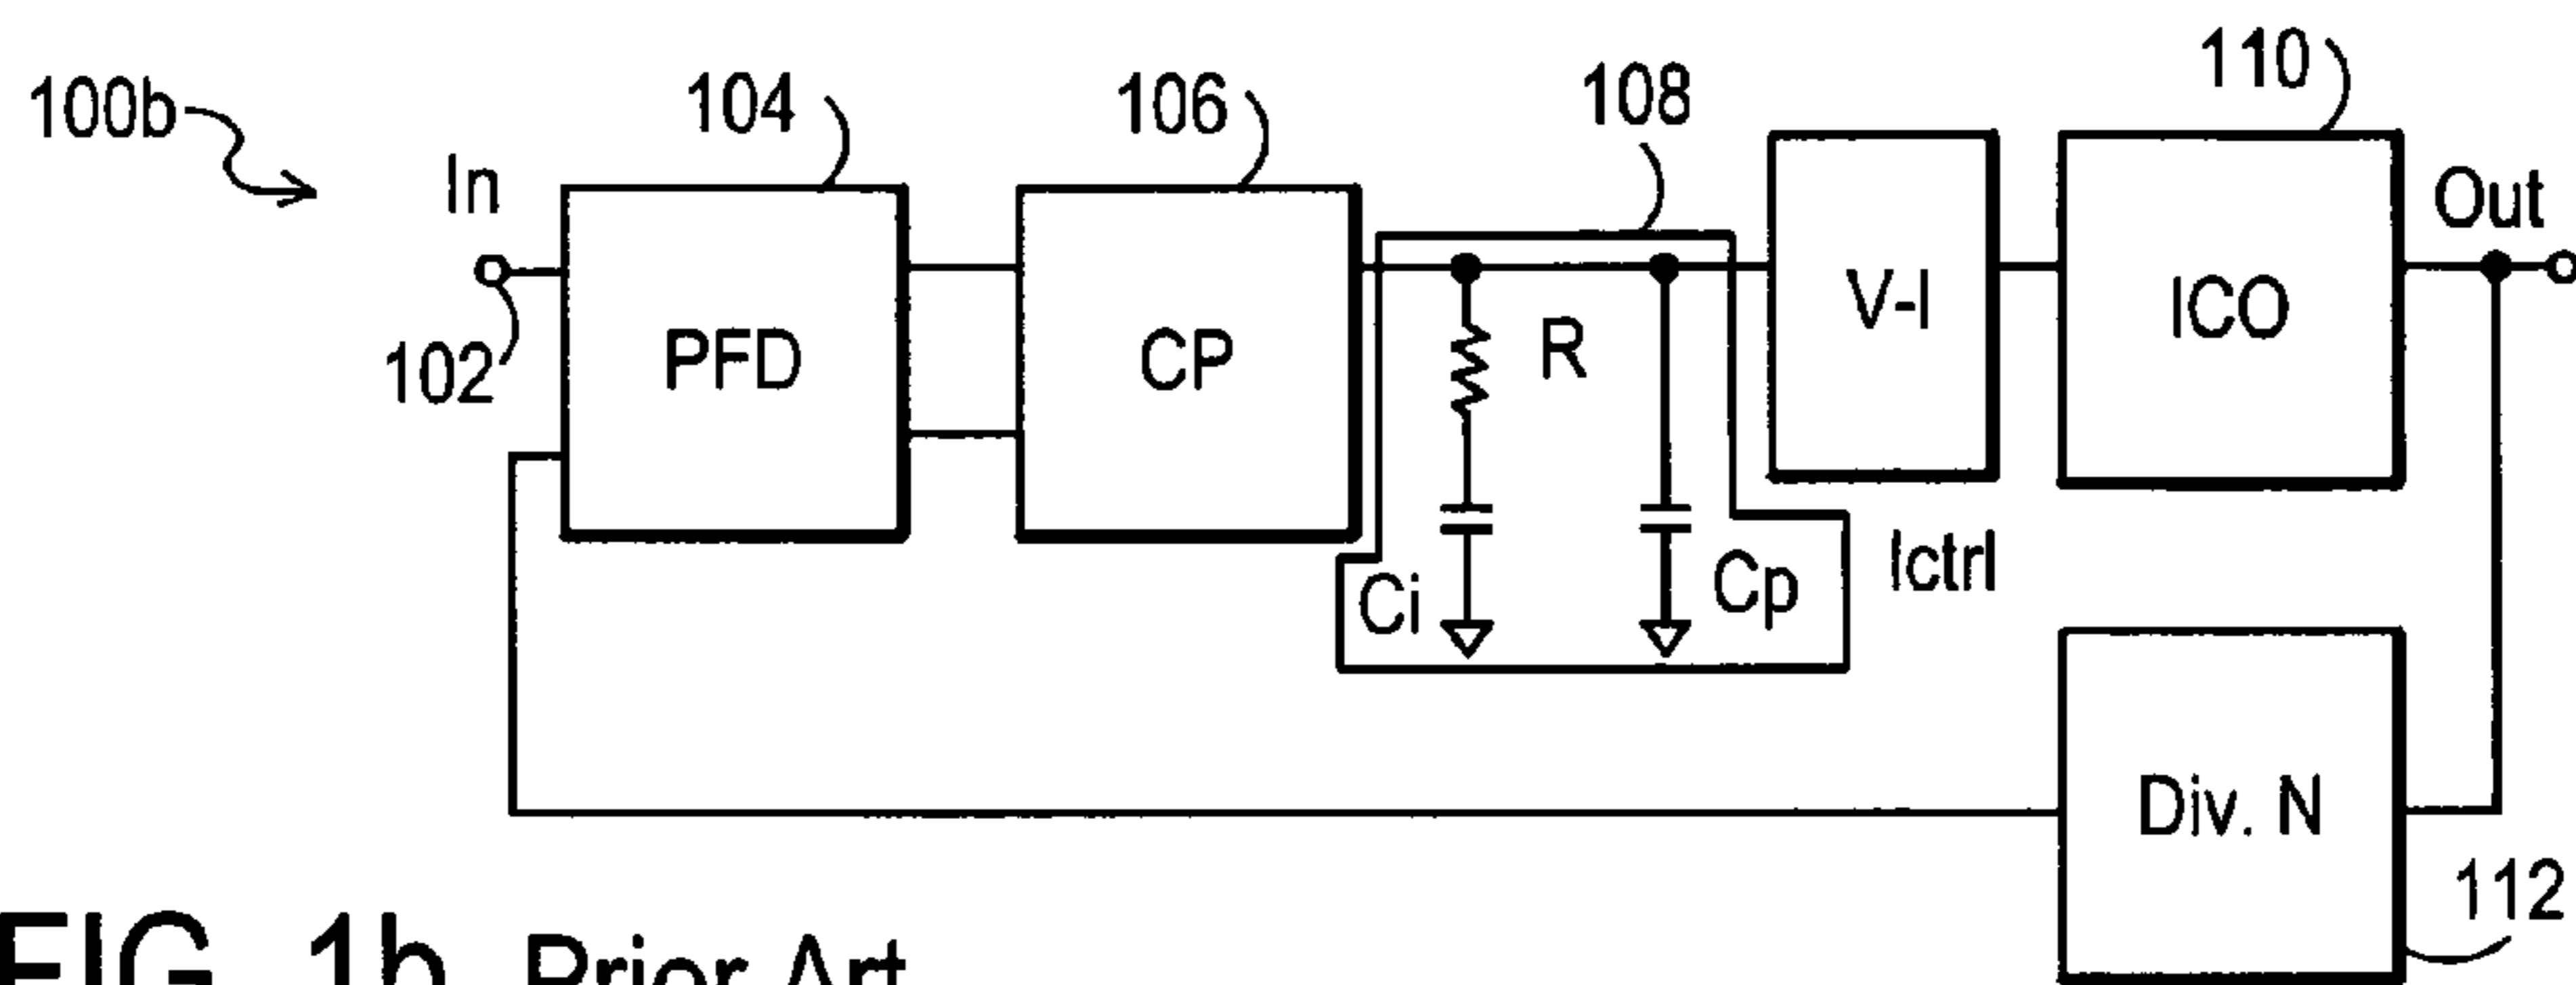 100b
104
106
108
110
In
Out
102
PFD
CP
R
V-I
ICO
Ci
Cp
Ictrl
Div. N
112
FIG. 1b Prior Art